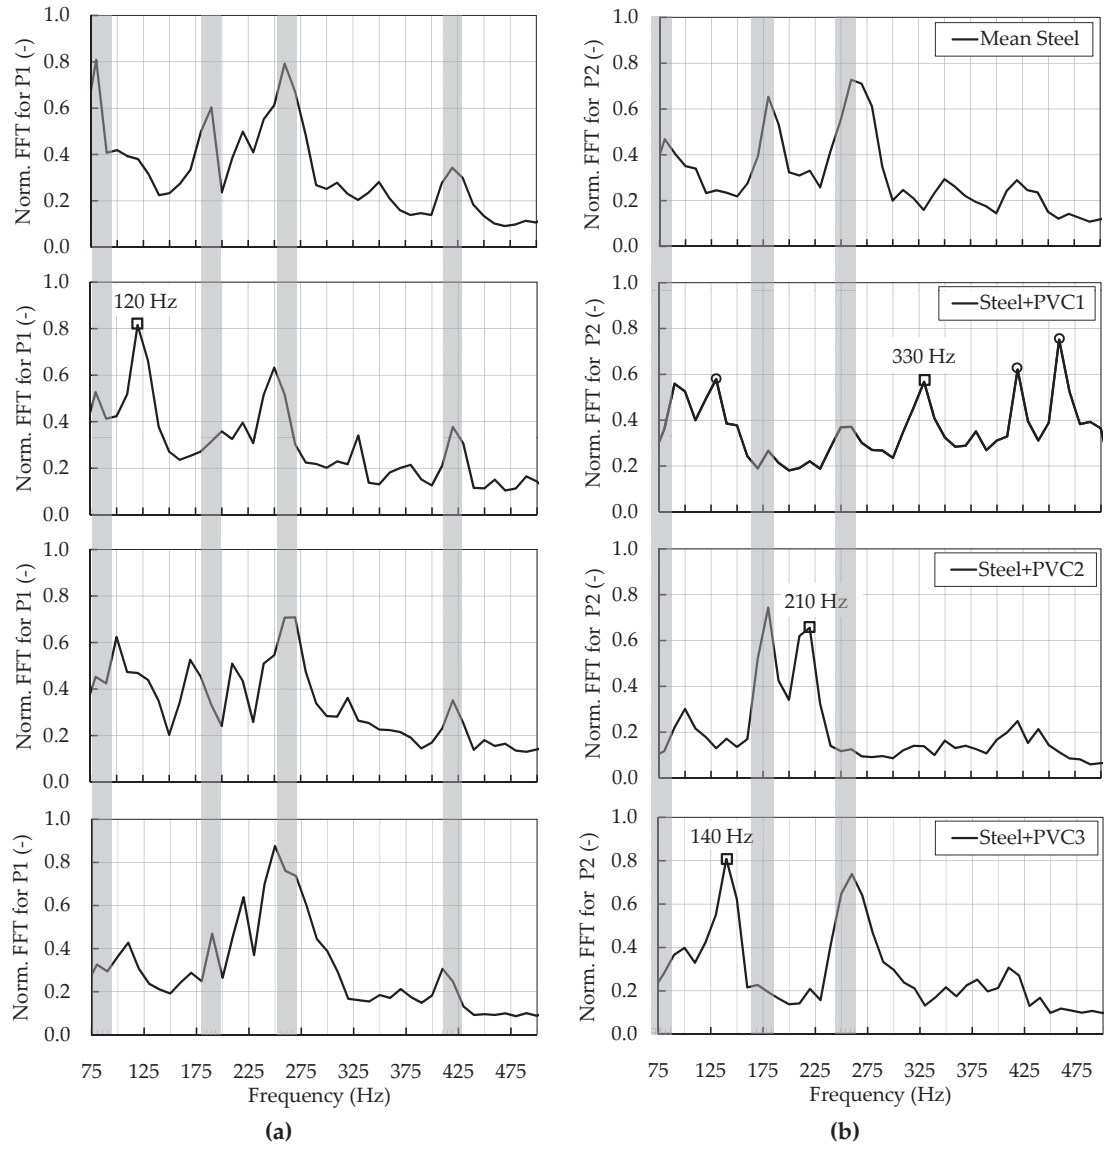 Norm. FFT for P1 (-)
1.0
0.8
0.6
0.4
0.2
0.0
Norm. FFT for P2 (-)
1.0
0.8
0.6
0.4
0.2
0.0
Mean Steel
Norm. FFT for P1 (-)
1.0
0.8
0.6
0.4
0.2
0.0
120 Hz
Norm. FFT for P2 (-)
1.0
0.8
0.6
0.4
0.2
0.0
330 Hz
Steel+PVC1
Norm. FFT for P1 (-)
1.0
0.8
0.6
0.4
0.2
0.0
Norm. FFT for P2 (-)
1.0
0.8
0.6
0.4
0.2
0.0
210 Hz
Steel+PVC2
Norm. FFT for P1 (-)
1.0
0.8
0.6
0.4
0.2
0.0
75 125 175 225 275 325 375 425 475
Frequency (Hz)
(a)
Norm. FFT for P2 (-)
1.0
0.8
0.6
0.4
0.2
0.0
140 Hz
Steel+PVC3
75 125 175 225 275 325 375 425 475
Frequency (Hz)
(b)